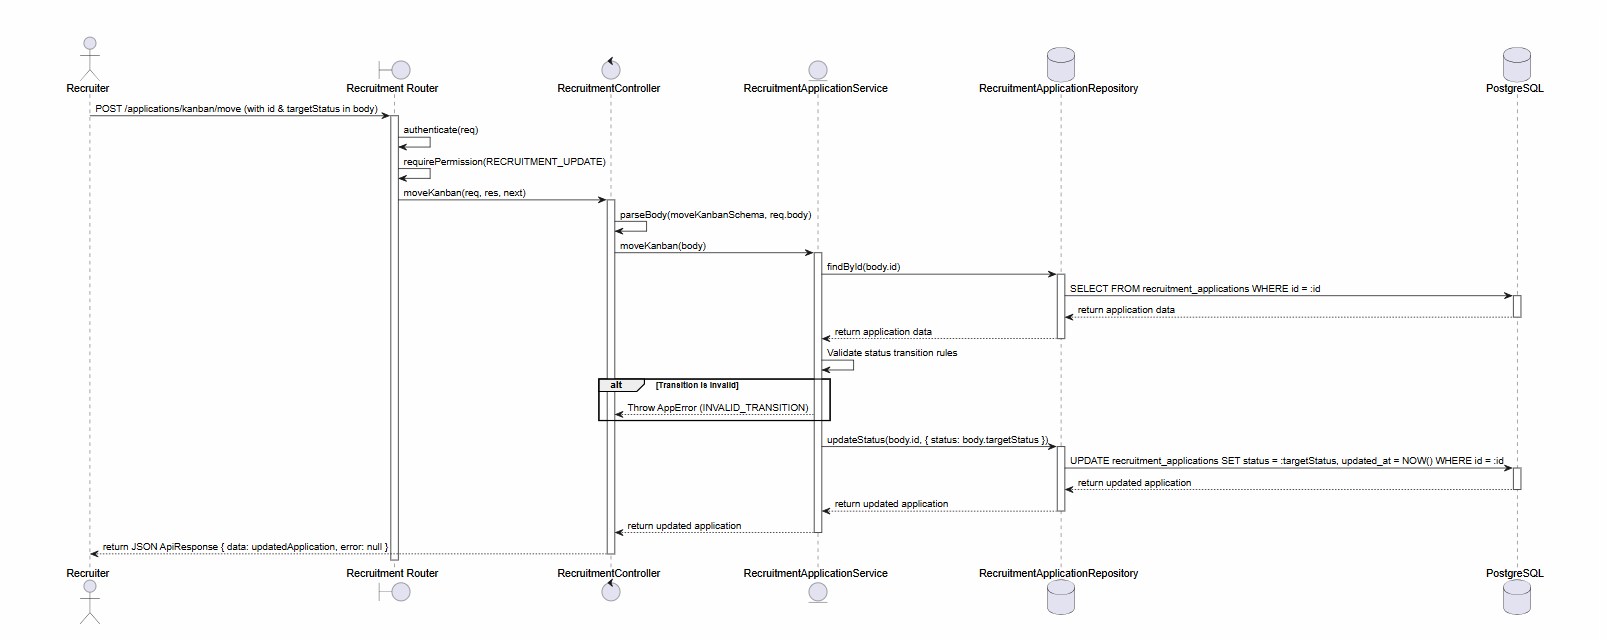 Recruiter
Recruitment Router
RecruitmentController
RecruitmentApplicationService
RecruitmentApplicationRepository
PostgreSQL
POST /applications/kanban/move (with id & targetStatus in body)
authenticate(req)
requirePermission(RECRUITMENT_UPDATE)
moveKanban(req, res, next)
parseBody(moveKanbanSchema, req.body)
moveKanban(body)
findById(body.id)
SELECT FROM recruitment_applications WHERE id = :id
return application data
return application data
Validate status transition rules
alt
[Transition is invalid]
Throw AppError (INVALID_TRANSITION)
updateStatus(body.id, { status: body.targetStatus })
UPDATE recruitment_applications SET status = :targetStatus, updated_at = NOW() WHERE id = :id
return updated application
return updated application
return updated application
return JSON ApiResponse { data: updatedApplication, error: null }
Recruiter
Recruitment Router
RecruitmentController
RecruitmentApplicationService
RecruitmentApplicationRepository
PostgreSQL